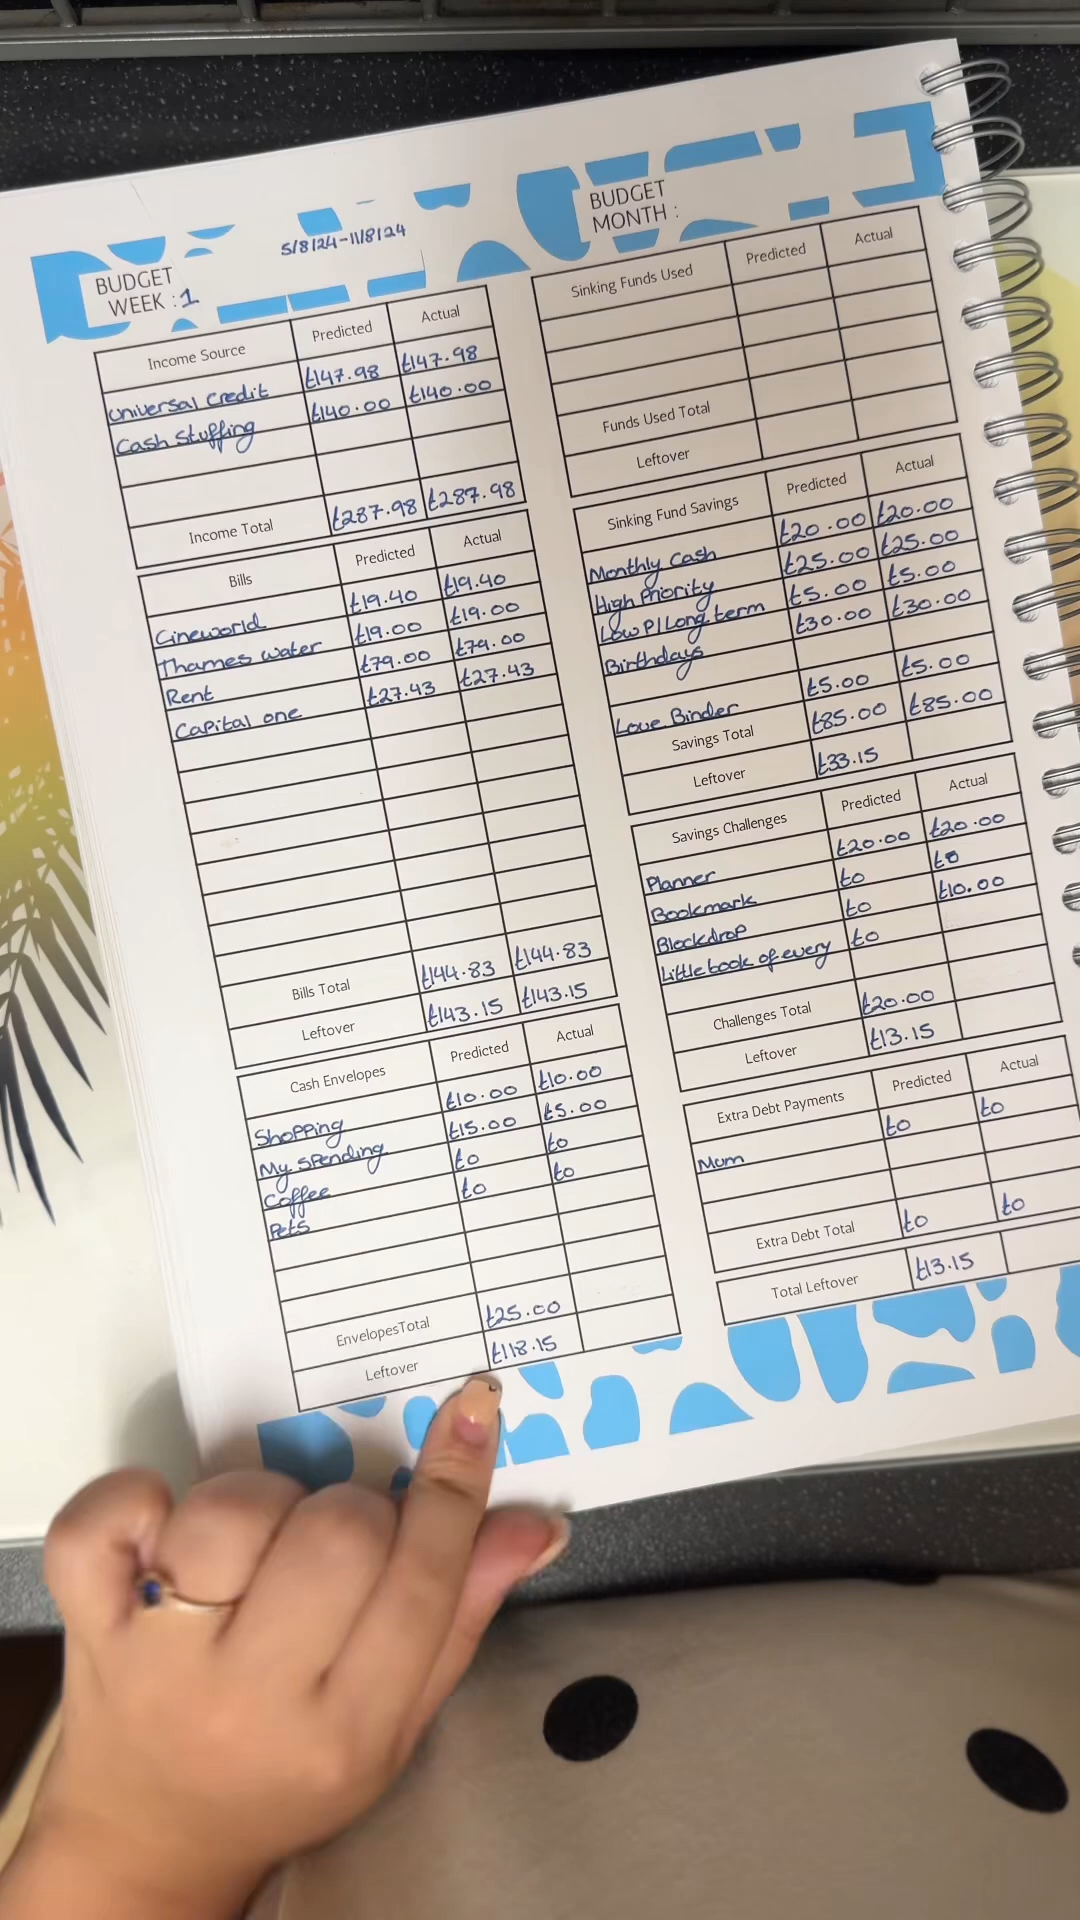 5/8/24-11/8/24
BUDGET
WEEK : 1
Income Source Predicted Actual
Universal credit £147.98 £147.98
Cash Stuffing £140.00 £140.00
Income Total £287.98 £287.98
Bills Predicted Actual
Cineworld £19.40 £19.40
Thames water £19.00 £19.00
Rent £79.00 £79.00
Capital one £27.43 £27.43
Bills Total £144.83 £144.83
Leftover £143.15 £143.15
Cash Envelopes Predicted Actual
Shopping £10.00 £10.00
My spending £15.00 £5.00
Coffee £0 £0
Pets £0 £0
EnvelopesTotal £25.00
Leftover £118.15
BUDGET
MONTH :
Sinking Funds Used Predicted Actual
Funds Used Total
Leftover
Sinking Fund Savings Predicted Actual
Monthly Cash £20.00 £20.00
High Priority £25.00 £25.00
Low P/Long term £5.00 £5.00
Birthdays £30.00 £30.00
Love Binder £5.00 £5.00
Savings Total £85.00 £85.00
Leftover £33.15
Savings Challenges Predicted Actual
Planner £20.00 £20.00
Bookmark £0 £0
Blockdrop £0 £10.00
Little book of every £0
Challenges Total £20.00
Leftover £13.15
Extra Debt Payments Predicted Actual
Mum £0 £0
Extra Debt Total £0 £0
Total Leftover £13.15